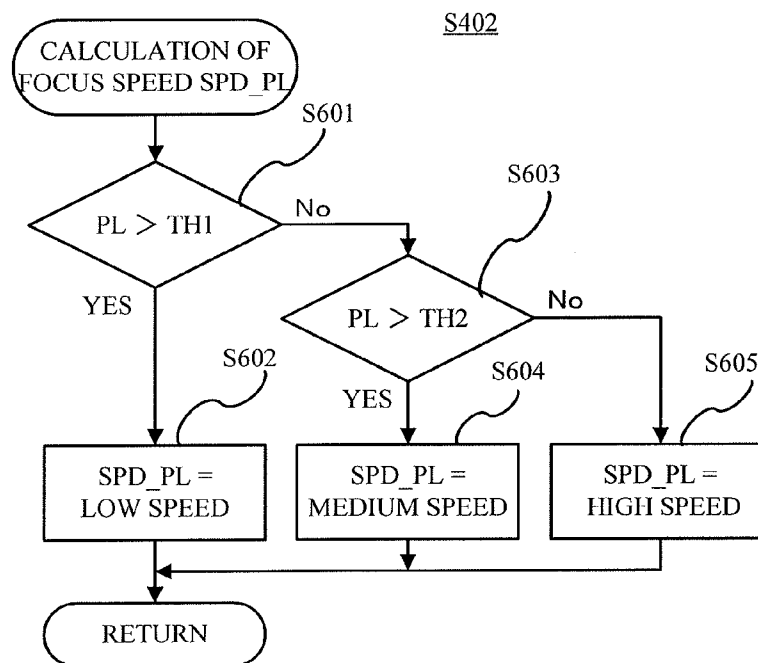 S402
CALCULATION OF
FOCUS SPEED SPD_PL
S601
PL > TH1
No
S603
YES
PL > TH2
No
S602
YES
S604
S605
SPD_PL =
LOW SPEED
SPD_PL =
MEDIUM SPEED
SPD_PL =
HIGH SPEED
RETURN